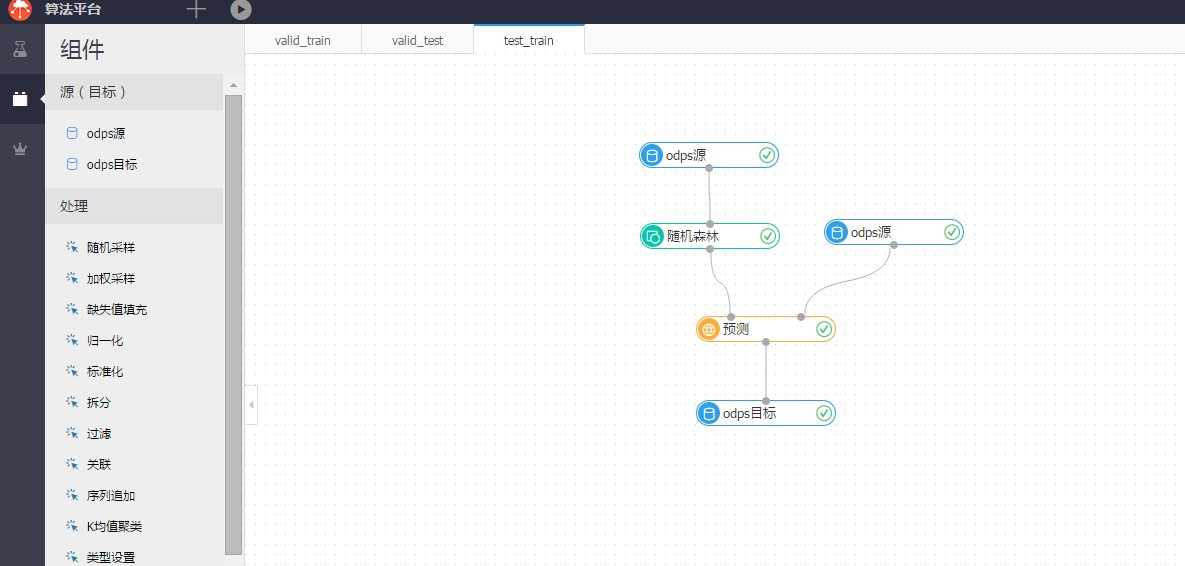 算法平台
组件
valid_train
valid_test
test_train
源（目标）
odps源
odps目标
处理
随机采样
加权采样
缺失值填充
归一化
标准化
拆分
过滤
关联
序列追加
K均值聚类
类型设置
odps源
随机森林
odps源
预测
odps目标